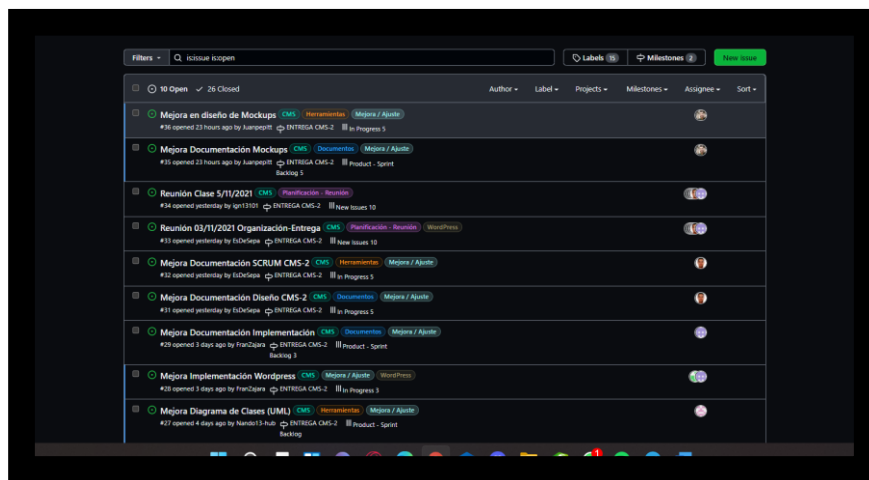 Filters is:issue is:open Labels 15 Milestones 2 New issue
10 Open 26 Closed Author Label Projects Milestones Assignee Sort
Mejora en diseño de Mockups CMS Herramientas Mejora / Ajuste
#36 opened 23 hours ago by Juanpepitt ENTREGA CMS-2 In Progress 5
Mejora Documentación Mockups CMS Documentos Mejora / Ajuste
#35 opened 23 hours ago by Juanpepitt ENTREGA CMS-2 Product - Sprint
Backlog 5
Reunión Clase 5/11/2021 CMS Planificación - Reunión
#34 opened yesterday by ign13101 ENTREGA CMS-2 New Issues 10
Reunión 03/11/2021 Organización-Entrega CMS Planificación - Reunión WordPress
#33 opened yesterday by EsDeSepa ENTREGA CMS-2 New Issues 10
Mejora Documentación SCRUM CMS-2 CMS Herramientas Mejora / Ajuste
#32 opened yesterday by EsDeSepa ENTREGA CMS-2 In Progress 5
Mejora Documentación Diseño CMS-2 CMS Documentos Mejora / Ajuste
#31 opened yesterday by EsDeSepa ENTREGA CMS-2 In Progress 5
Mejora Documentación Implementación CMS Documentos Mejora / Ajuste
#29 opened 3 days ago by FranZajara ENTREGA CMS-2 Product - Sprint
Backlog 3
Mejora Implementación Wordpress CMS Mejora / Ajuste WordPress
#28 opened 3 days ago by FranZajara ENTREGA CMS-2 In Progress 3
Mejora Diagrama de Clases (UML) CMS Herramientas Mejora / Ajuste
#27 opened 4 days ago by Nando13-hub ENTREGA CMS-2 Product - Sprint
Backlog
1